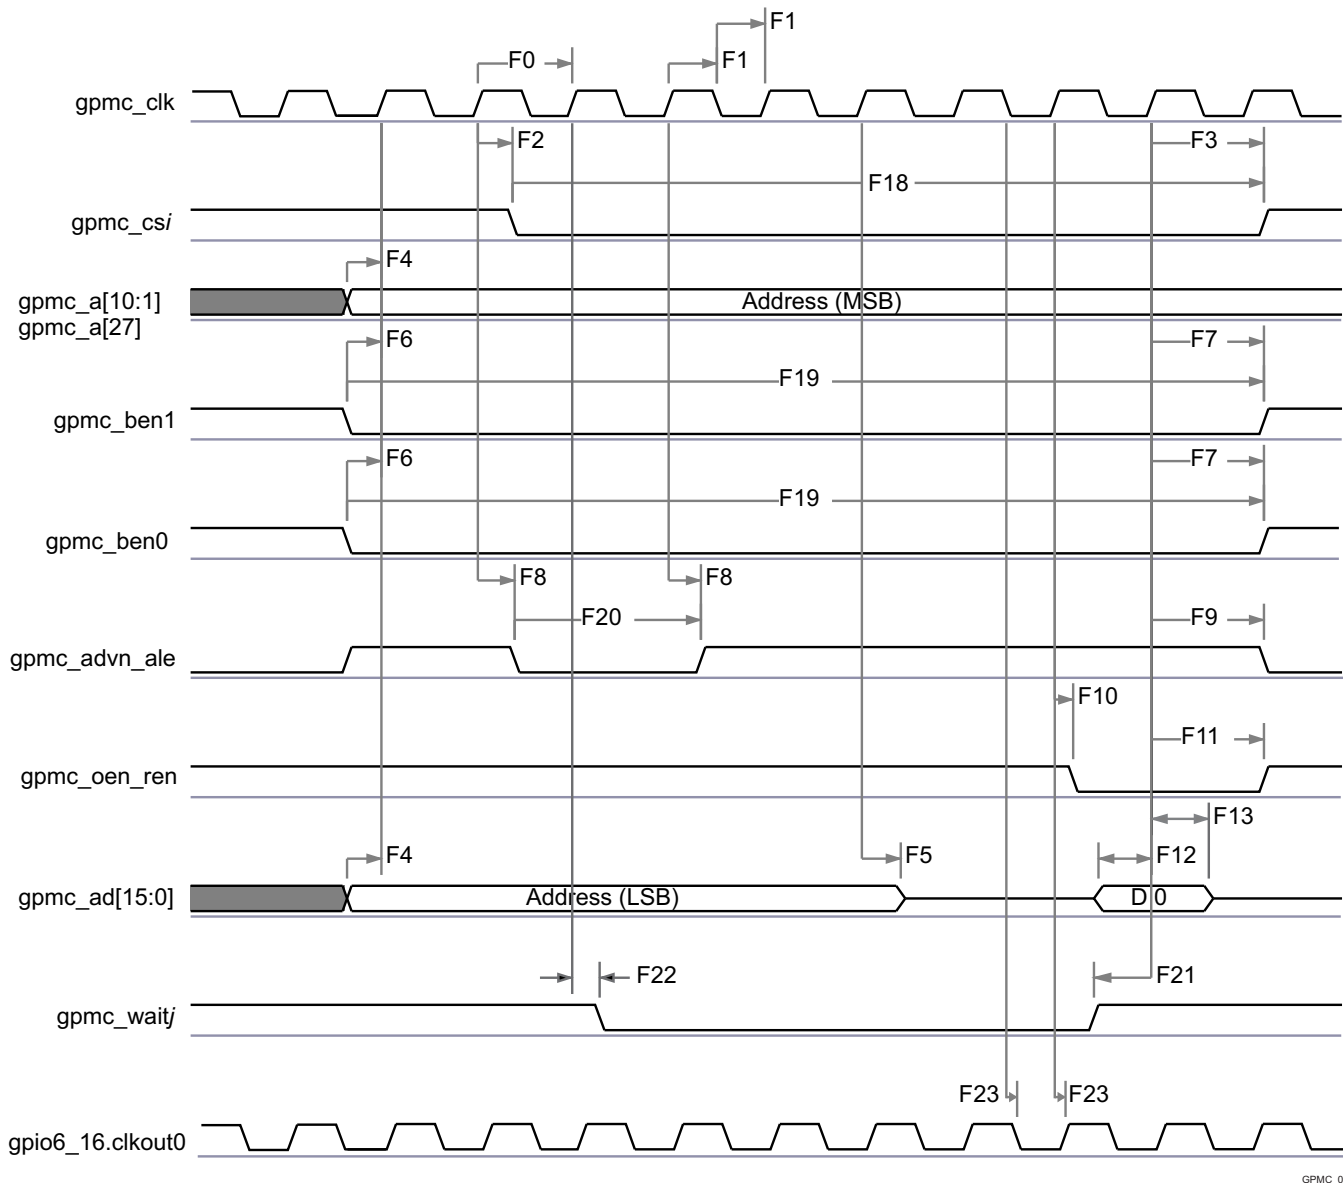 F1
F0
F1
gpmc_clk
F2
F3
F18
gpmc_csi
F4
gpmc_a[10:1]
Address (MSB)
gpmc_a[27]
F6
F7
F19
gpmc_ben1
F6
F7
F19
gpmc_ben0
F8
F8
F20
F9
gpmc_advn_ale
F10
F11
gpmc_oen_ren
F13
F4
F5
F12
gpmc_ad[15:0]
Address (LSB)
D 0
F22
F21
gpmc_waitj
F23
F23
gpio6_16.clkout0
GPMC_0